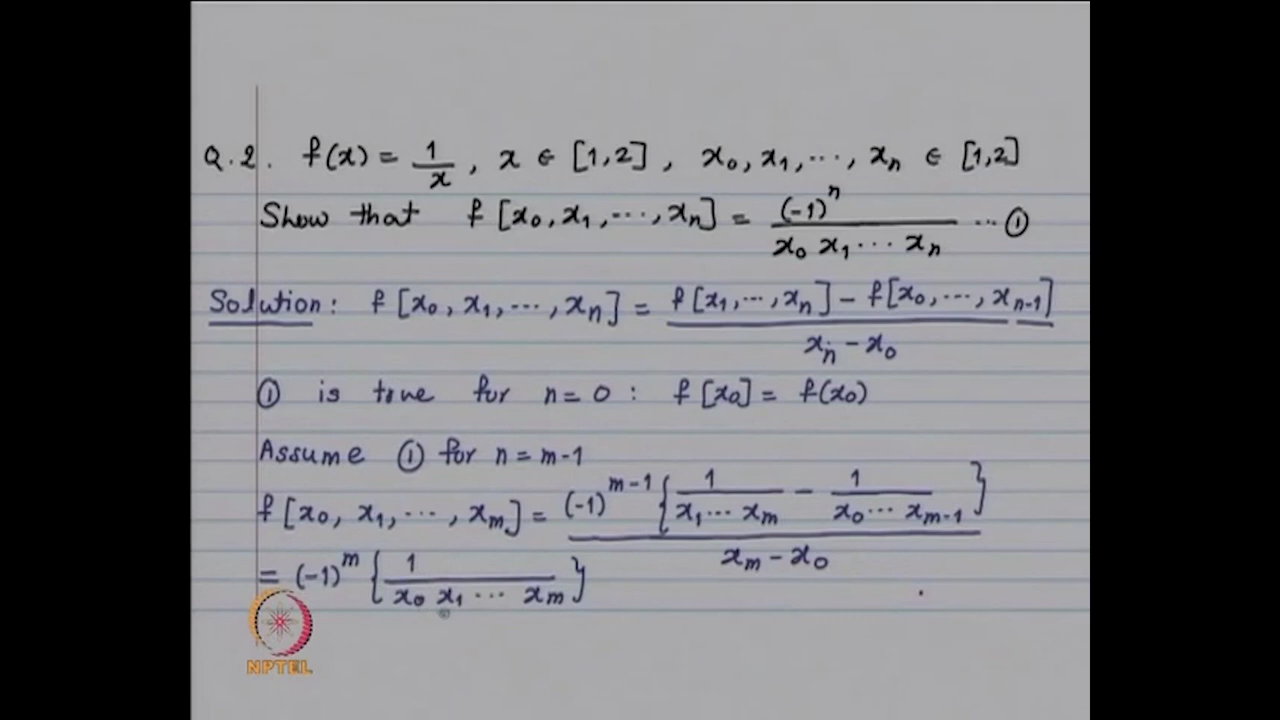 Q.2. f(x) = 1/x, x ∈ [1,2], x₀, x₁, ⋯, xₙ ∈ [1,2]
Show that f[x₀, x₁, ⋯, xₙ] = (-1)ⁿ / (x₀ x₁ ⋯ xₙ) ⋯ ①
Solution: f[x₀, x₁, ⋯, xₙ] = (f[x₁, ⋯, xₙ] - f[x₀, ⋯, xₙ₋₁]) / (xₙ - x₀)
① is true for n = 0 : f[x₀] = f(x₀)
Assume ① for n = m-1
f[x₀, x₁, ⋯, xₘ] = (-1)ᵐ⁻¹ {1/(x₁ ⋯ xₘ) - 1/(x₀ ⋯ xₘ₋₁)} / (xₘ - x₀)
= (-1)ᵐ {1/(x₀ x₁ ⋯ xₘ)}
NPTEL